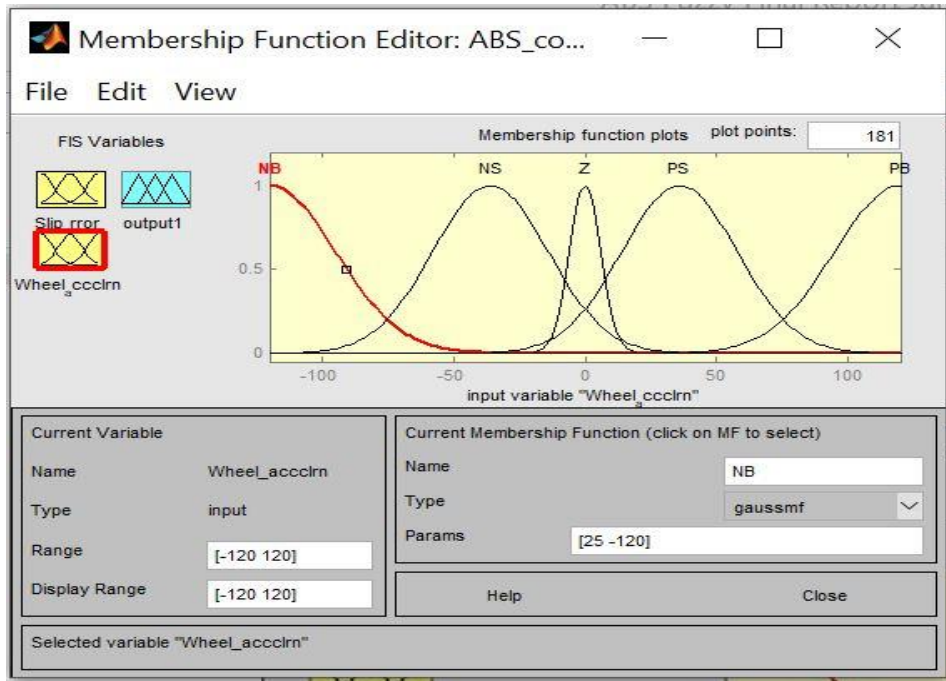 Membership Function Editor: ABS_co...
File Edit View
FIS Variables
Membership function plots plot points: 181
NB NS Z PS PB
1
0.5
0
-100 -50 0 50 100
input variable "Wheel_accclrn"
Slip_rror output1
Wheel_accclrn
Current Variable
Name Wheel_accclrn
Type input
Range [-120 120]
Display Range [-120 120]
Current Membership Function (click on MF to select)
Name NB
Type gaussmf
Params [25 -120]
Help Close
Selected variable "Wheel_accclrn"